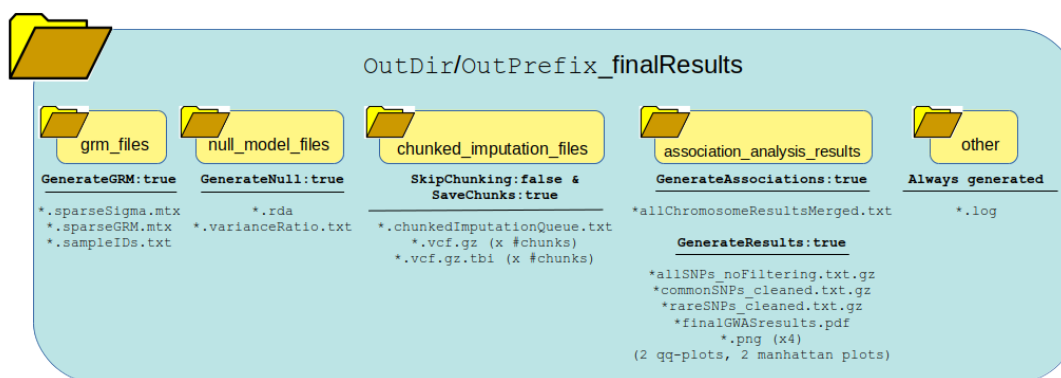 OutDir/OutPrefix_finalResults
grm_files
GenerateGRM:true
*.sparseSigma.mtx
*.sparseGRM.mtx
*.sampleIDs.txt
null_model_files
GenerateNull:true
*.rda
*.varianceRatio.txt
chunked_imputation_files
SkipChunking:false &
SaveChunks:true
*.chunkedImputationQueue.txt
*.vcf.gz (x #chunks)
*.vcf.gz.tbi (x #chunks)
association_analysis_results
GenerateAssociations:true
*allChromosomeResultsMerged.txt
GenerateResults:true
*allSNPs_noFiltering.txt.gz
*commonSNPs_cleaned.txt.gz
*rareSNPs_cleaned.txt.gz
*finalGWASresults.pdf
*.png (x4)
(2 qq-plots, 2 manhattan plots)
other
Always generated
*.log